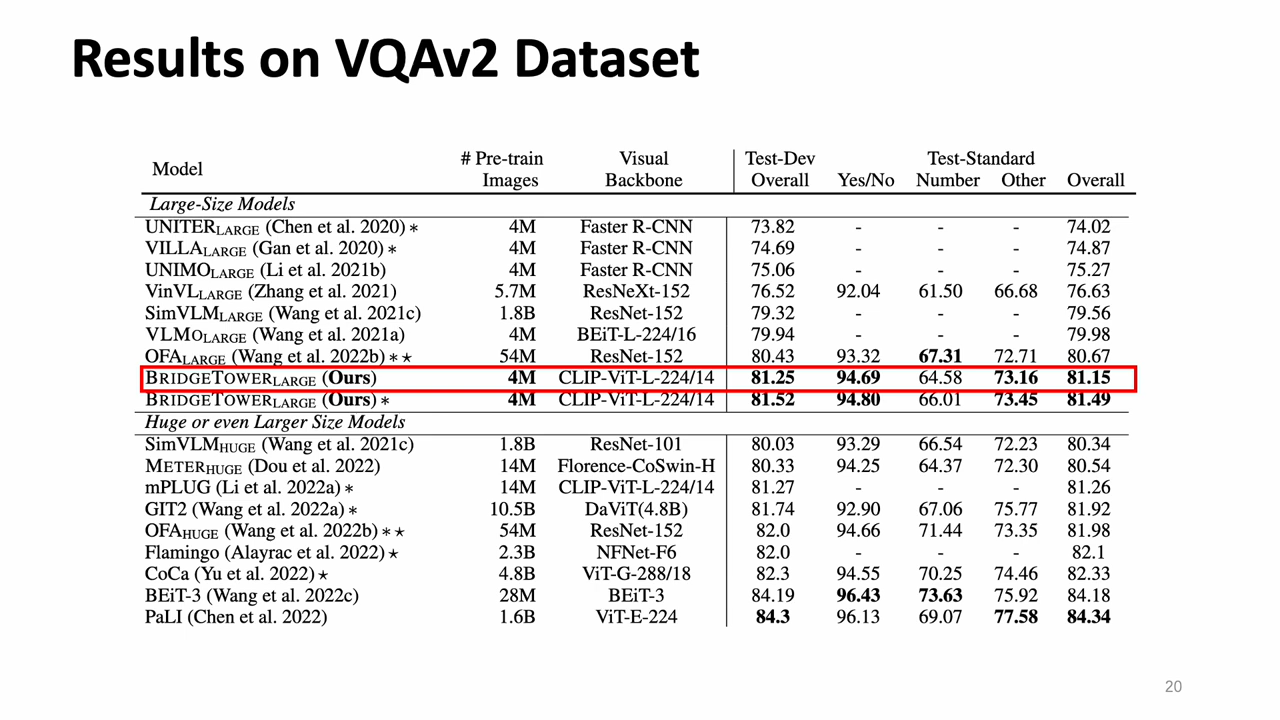 Results on VQAv2 Dataset
Model # Pre-train Images Visual Backbone Test-Dev Overall Test-Standard Yes/No Number Other Overall
Large-Size Models
UNITERLARGE (Chen et al. 2020) ∗ 4M Faster R-CNN 73.82 - - - 74.02
VILLALARGE (Gan et al. 2020) ∗ 4M Faster R-CNN 74.69 - - - 74.87
UNIMOLARGE (Li et al. 2021b) 4M Faster R-CNN 75.06 - - - 75.27
VinVLLARGE (Zhang et al. 2021) 5.7M ResNeXt-152 76.52 92.04 61.50 66.68 76.63
SimVLMLARGE (Wang et al. 2021c) 1.8B ResNet-152 79.32 - - - 79.56
VLMOLARGE (Wang et al. 2021a) 4M BEiT-L-224/16 79.94 - - - 79.98
OFALARGE (Wang et al. 2022b) ∗ ⋆ 54M ResNet-152 80.43 93.32 67.31 72.71 80.67
BRIDGETOWERLARGE (Ours) 4M CLIP-ViT-L-224/14 81.25 94.69 64.58 73.16 81.15
BRIDGETOWERLARGE (Ours) ∗ 4M CLIP-ViT-L-224/14 81.52 94.80 66.01 73.45 81.49
Huge or even Larger Size Models
SimVLMHUGE (Wang et al. 2021c) 1.8B ResNet-101 80.03 93.29 66.54 72.23 80.34
METERHUGE (Dou et al. 2022) 14M Florence-CoSwin-H 80.33 94.25 64.37 72.30 80.54
mPLUG (Li et al. 2022a) ∗ 14M CLIP-ViT-L-224/14 81.27 - - - 81.26
GIT2 (Wang et al. 2022a) ∗ 10.5B DaViT(4.8B) 81.74 92.90 67.06 75.77 81.92
OFAHUGE (Wang et al. 2022b) ∗ ⋆ 54M ResNet-152 82.0 94.66 71.44 73.35 81.98
Flamingo (Alayrac et al. 2022) ⋆ 2.3B NFNet-F6 82.0 - - - 82.1
CoCa (Yu et al. 2022) ⋆ 4.8B ViT-G-288/18 82.3 94.55 70.25 74.46 82.33
BEiT-3 (Wang et al. 2022c) 28M BEiT-3 84.19 96.43 73.63 75.92 84.18
PaLI (Chen et al. 2022) 1.6B ViT-E-224 84.3 96.13 69.07 77.58 84.34
20